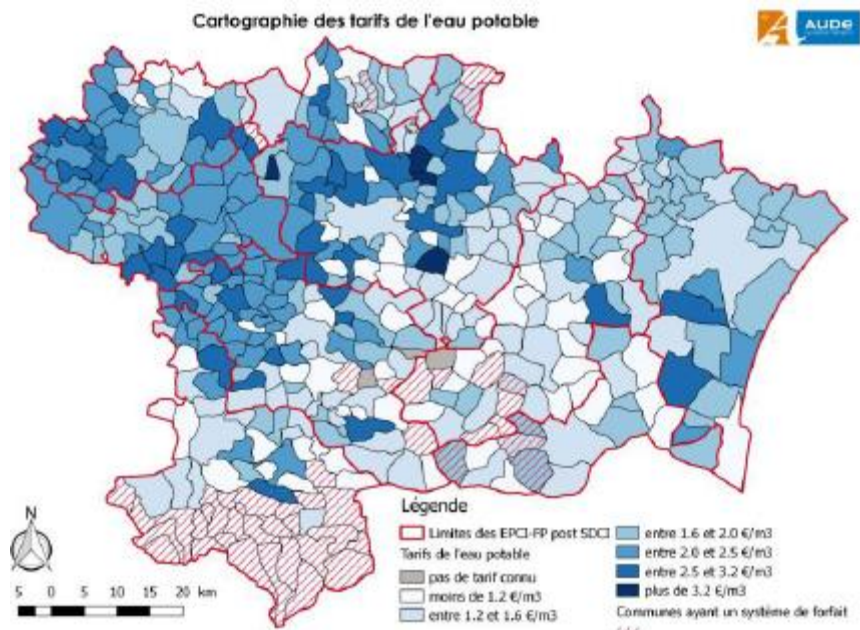 Cartographie des tarifs de l'eau potable
AUDE
N
5 0 5 10 15 20 km
Légende
Limites des EPCI-FP post SDCI
Tarifs de l'eau potable
pas de tarif connu
moins de 1.2 €/m3
entre 1.2 et 1.6 €/m3
entre 1.6 et 2.0 €/m3
entre 2.0 et 2.5 €/m3
entre 2.5 et 3.2 €/m3
plus de 3.2 €/m3
Communes ayant un système de forfait